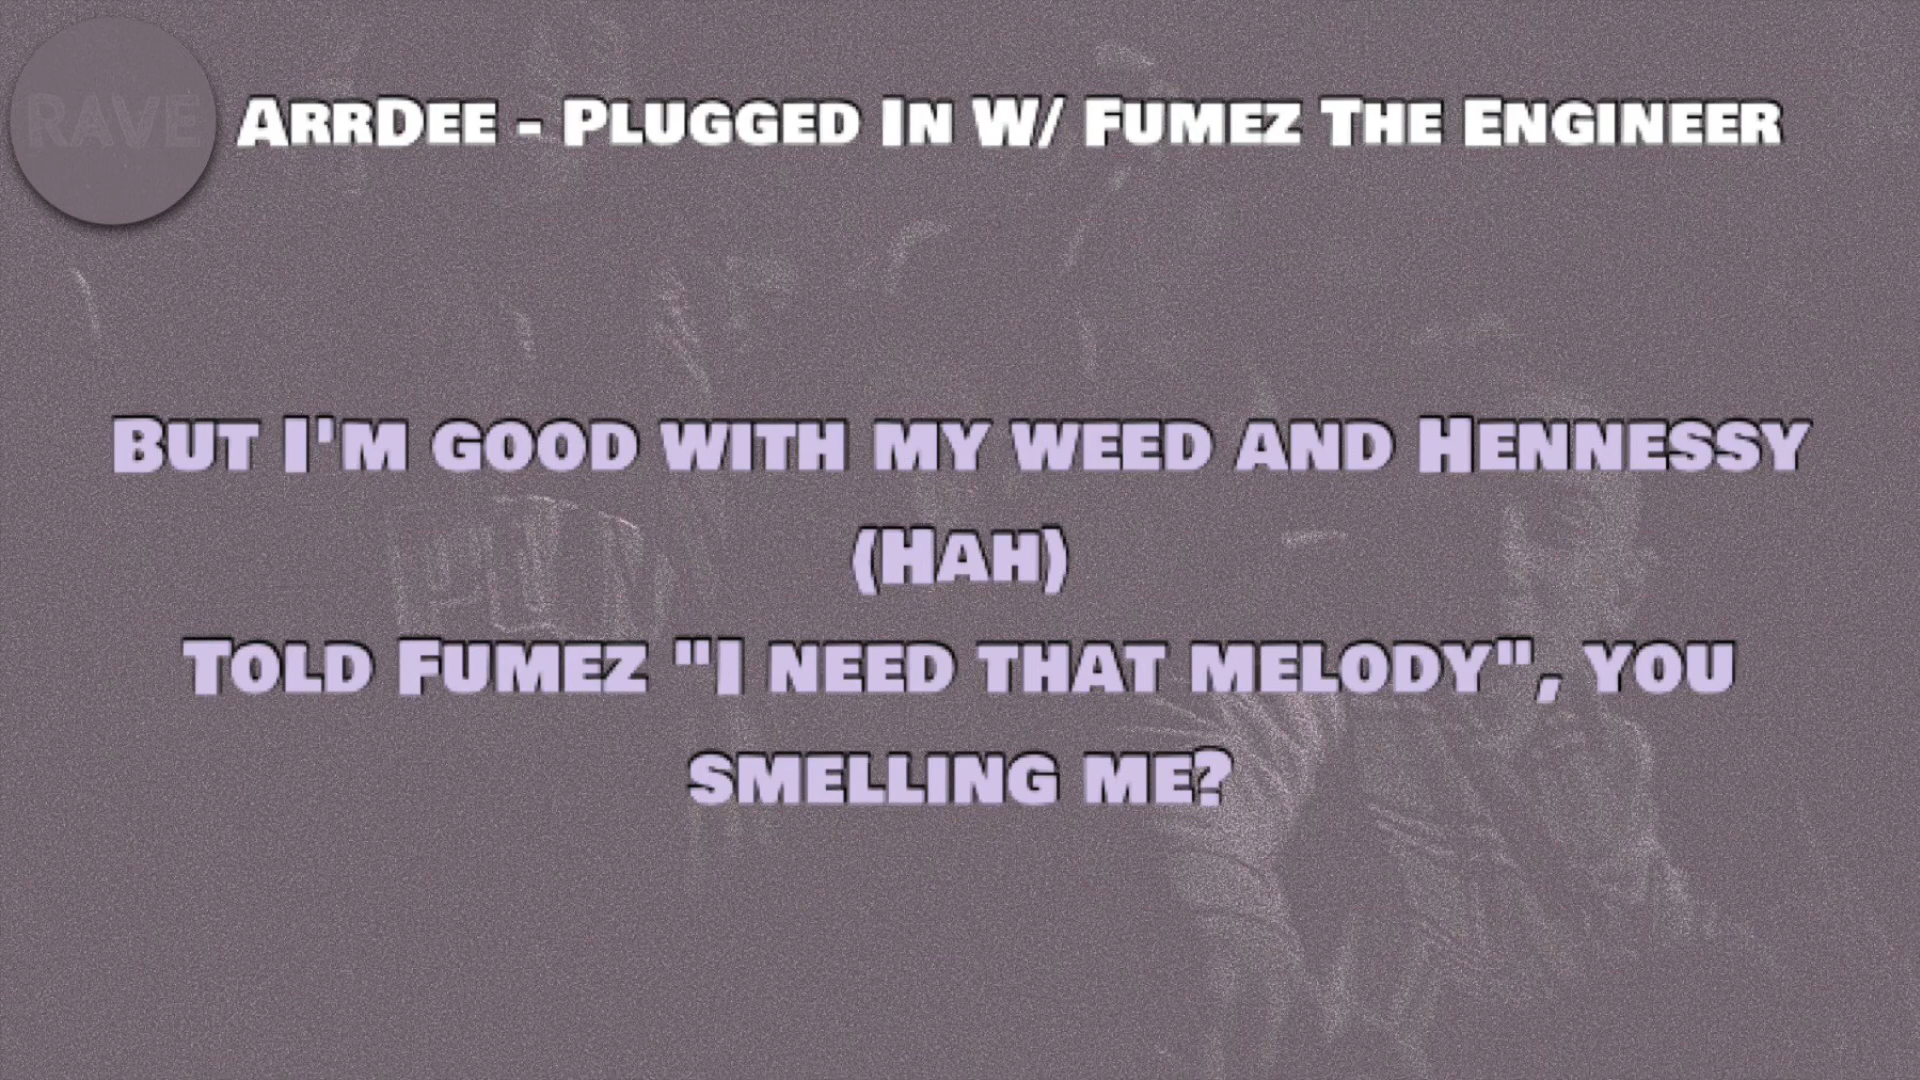 RAVE
ArrDee - Plugged In W/ Fumez The Engineer
But I'm good with my weed and Hennessy
(Hah)
Told Fumez "I need that melody", you
smelling me?